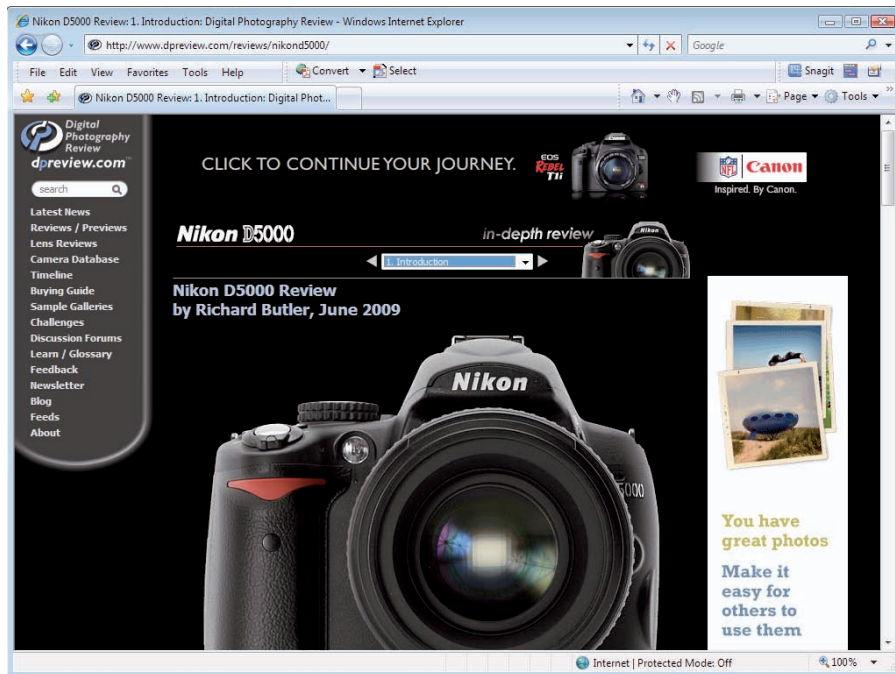 Nikon D5000 Review: 1. Introduction: Digital Photography Review - Windows Internet Explorer
http://www.dpreview.com/reviews/nikond5000/
Google
File Edit View Favorites Tools Help
Convert
Select
Snagit
Nikon D5000 Review: 1. Introduction: Digital Phot...
Page
Tools
Digital
Photography
Review
dpreview.com
search
Latest News
Reviews / Previews
Lens Reviews
Camera Database
Timeline
Buying Guide
Sample Galleries
Challenges
Discussion Forums
Learn / Glossary
Feedback
Newsletter
Blog
Feeds
About
CLICK TO CONTINUE YOUR JOURNEY.
EOS
REBEL
T1i
NFL
Canon
Inspired. By Canon.
Nikon D5000
in-depth review
Nikon
1. Introduction
Nikon D5000 Review
by Richard Butler, June 2009
Nikon
D5000
You have
great photos
Make it
easy for
others to
use them
Internet | Protected Mode: Off
100%